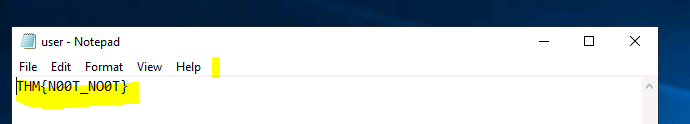 user - Notepad
File Edit Format View Help
THM{N00T_NO0T}